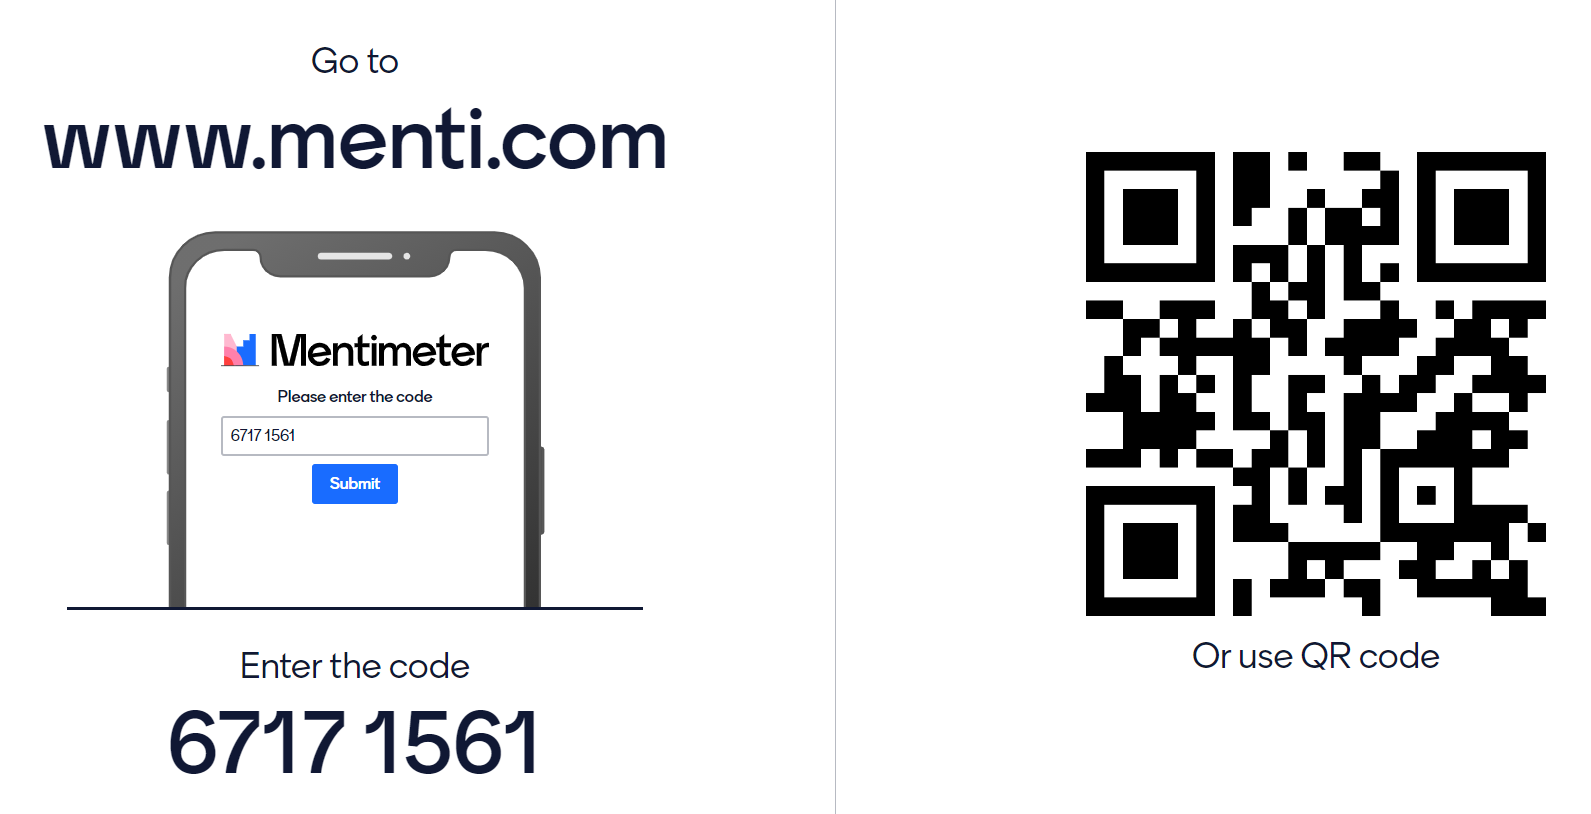 Go to
www.menti.com
Mentimeter
Please enter the code
6717 1561
Submit
Enter the code
6717 1561
Or use QR code